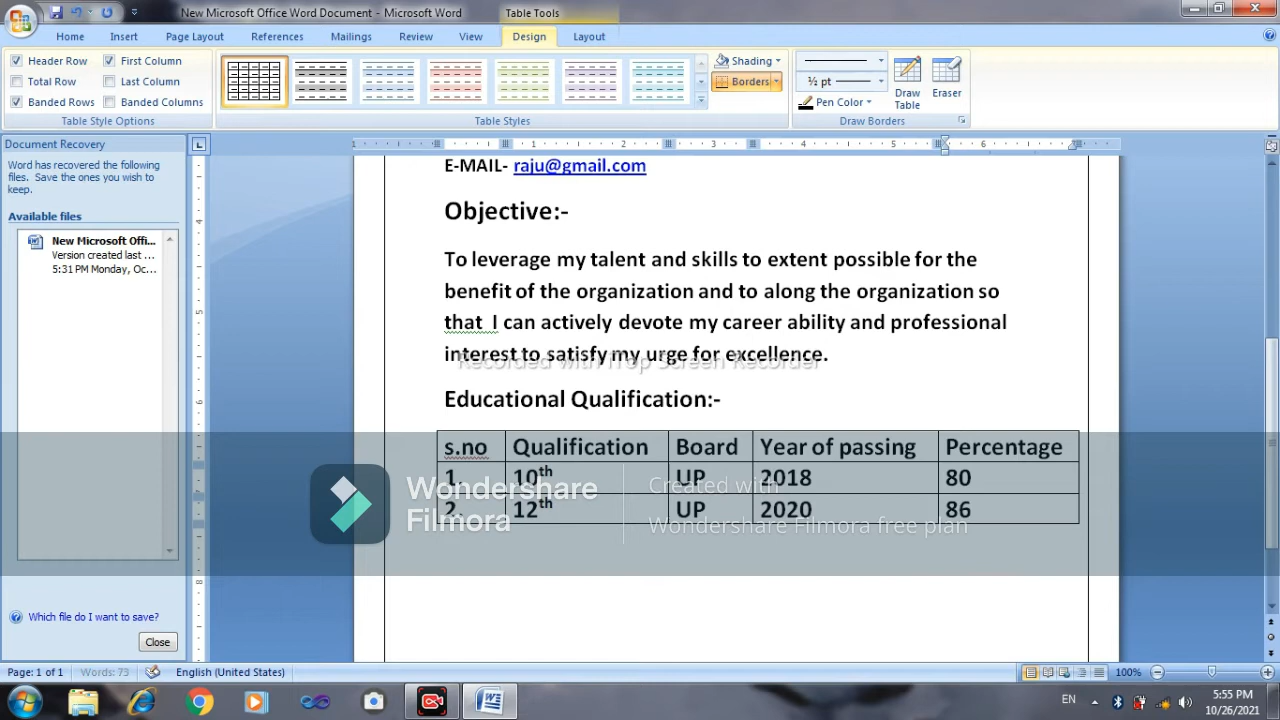 New Microsoft Office Word Document - Microsoft Word
Table Tools
Home Insert Page Layout References Mailings Review View Design Layout
Header Row First Column
Total Row Last Column
Banded Rows Banded Columns
Table Style Options
Table Styles
Shading
Borders
½ pt
Pen Color
Draw Table
Eraser
Draw Borders
Document Recovery
Word has recovered the following
files. Save the ones you wish to
keep.
Available files
New Microsoft Offi...
Version created last ...
5:31 PM Monday, Oc...
Which file do I want to save?
Close
E-MAIL- raju@gmail.com
Objective:-
To leverage my talent and skills to extent possible for the
benefit of the organization and to along the organization so
that I can actively devote my career ability and professional
interest to satisfy my urge for excellence.
Recorded with iTop Screen Recorder
Educational Qualification:-
s.no Qualification Board Year of passing Percentage
1. 10th UP 2018 80
2. 12th UP 2020 86
Wondershare
Filmora
Created with
Wondershare Filmora free plan
Page: 1 of 1 Words: 73 English (United States) 100%
EN
5:55 PM
10/26/2021